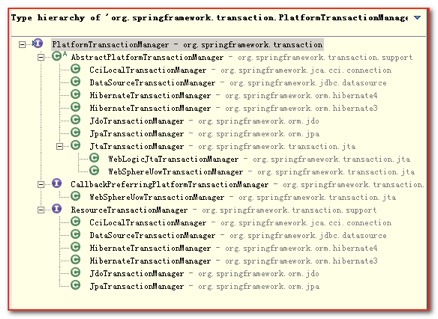 Type hierarchy of 'org.springframework.transaction.PlatformTransactionManage
PlatformTransactionManager - org.springframework.transaction
AbstractPlatformTransactionManager - org.springframework.transaction.support
CciLocalTransactionManager - org.springframework.jca.cci.connection
DataSourceTransactionManager - org.springframework.jdbc.datasource
HibernateTransactionManager - org.springframework.orm.hibernate4
HibernateTransactionManager - org.springframework.orm.hibernate3
JdoTransactionManager - org.springframework.orm.jdo
JpaTransactionManager - org.springframework.orm.jpa
JtaTransactionManager - org.springframework.transaction.jta
WebLogicJtaTransactionManager - org.springframework.transaction.jta
WebSphereUowTransactionManager - org.springframework.transaction.jta
CallbackPreferringPlatformTransactionManager - org.springframework.transaction.
WebSphereUowTransactionManager - org.springframework.transaction.jta
ResourceTransactionManager - org.springframework.transaction.support
CciLocalTransactionManager - org.springframework.jca.cci.connection
DataSourceTransactionManager - org.springframework.jdbc.datasource
HibernateTransactionManager - org.springframework.orm.hibernate4
HibernateTransactionManager - org.springframework.orm.hibernate3
JdoTransactionManager - org.springframework.orm.jdo
JpaTransactionManager - org.springframework.orm.jpa